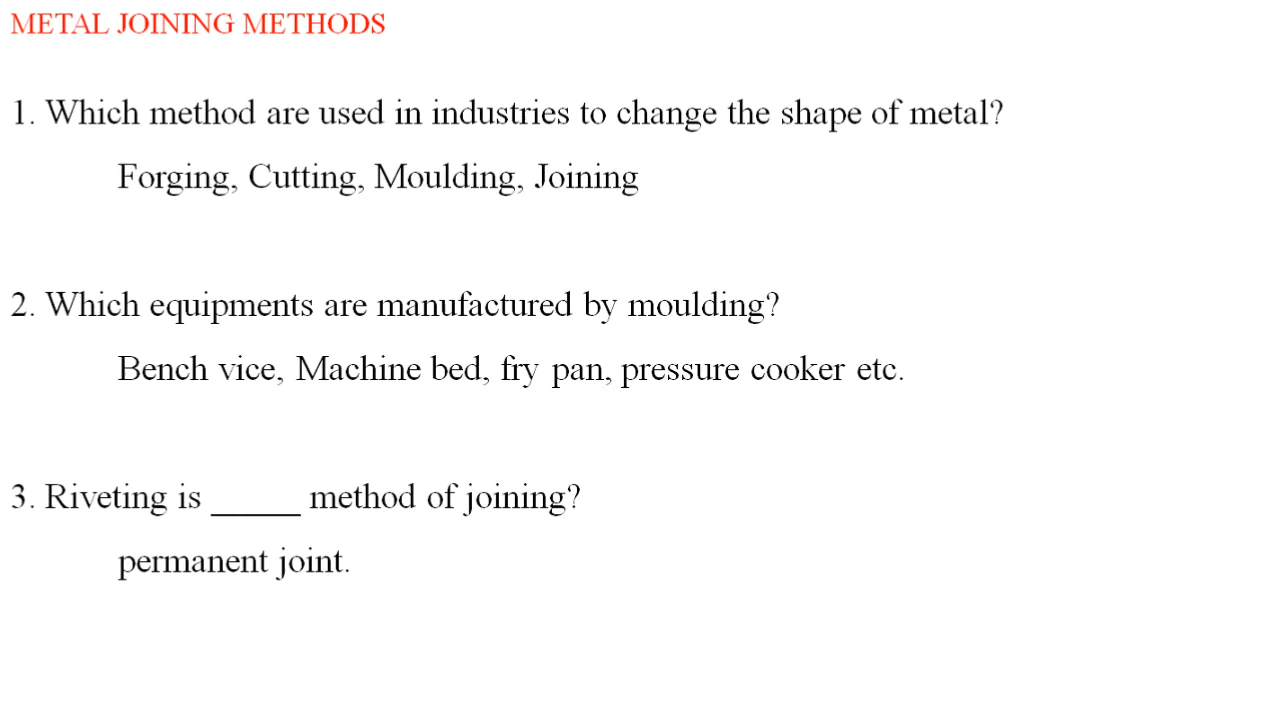 METAL JOINING METHODS
1. Which method are used in industries to change the shape of metal?
Forging, Cutting, Moulding, Joining
2. Which equipments are manufactured by moulding?
Bench vice, Machine bed, fry pan, pressure cooker etc.
3. Riveting is _____ method of joining?
permanent joint.